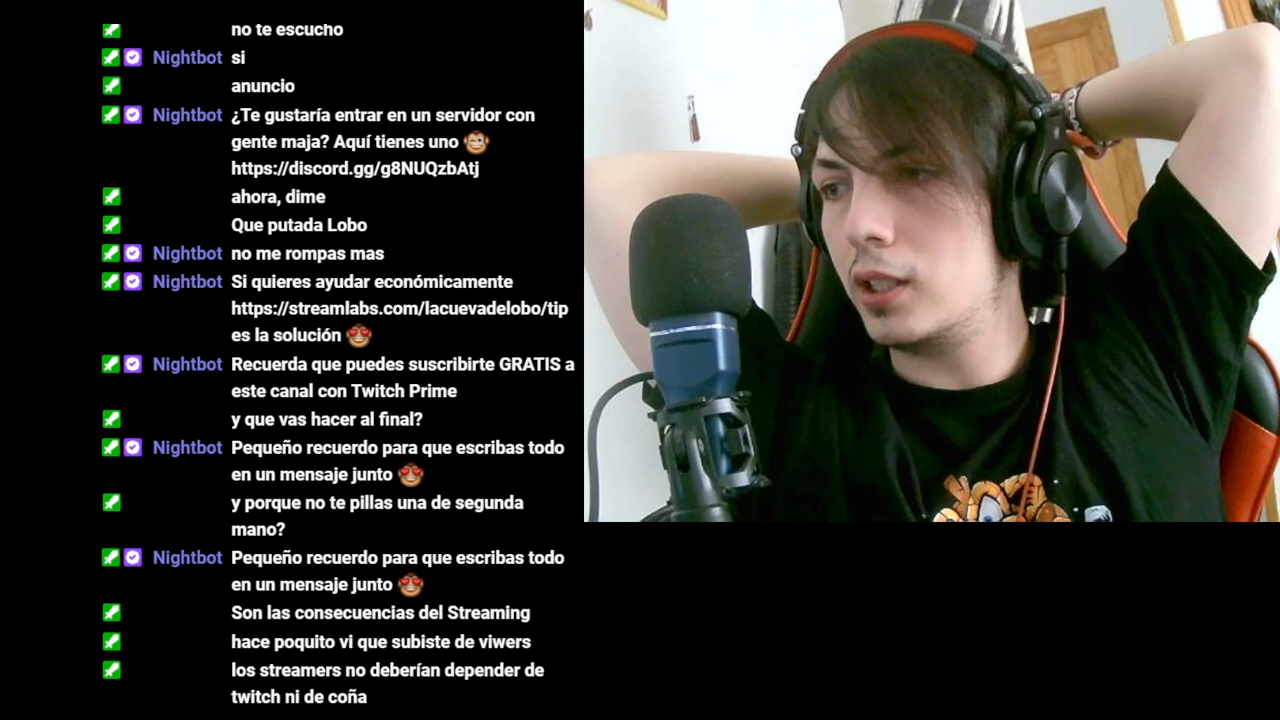 no te escucho
Nightbot si
anuncio
Nightbot ¿Te gustaría entrar en un servidor con
gente maja? Aquí tienes uno
https://discord.gg/g8NUQzbAtj
ahora, dime
Que putada Lobo
Nightbot no me rompas mas
Nightbot Si quieres ayudar económicamente
https://streamlabs.com/lacuevadelobo/tip
es la solución
Nightbot Recuerda que puedes suscribirte GRATIS a
este canal con Twitch Prime
y que vas hacer al final?
Nightbot Pequeño recuerdo para que escribas todo
en un mensaje junto
y porque no te pillas una de segunda
mano?
Nightbot Pequeño recuerdo para que escribas todo
en un mensaje junto
Son las consecuencias del Streaming
hace poquito vi que subiste de viwers
los streamers no deberían depender de
twitch ni de coña